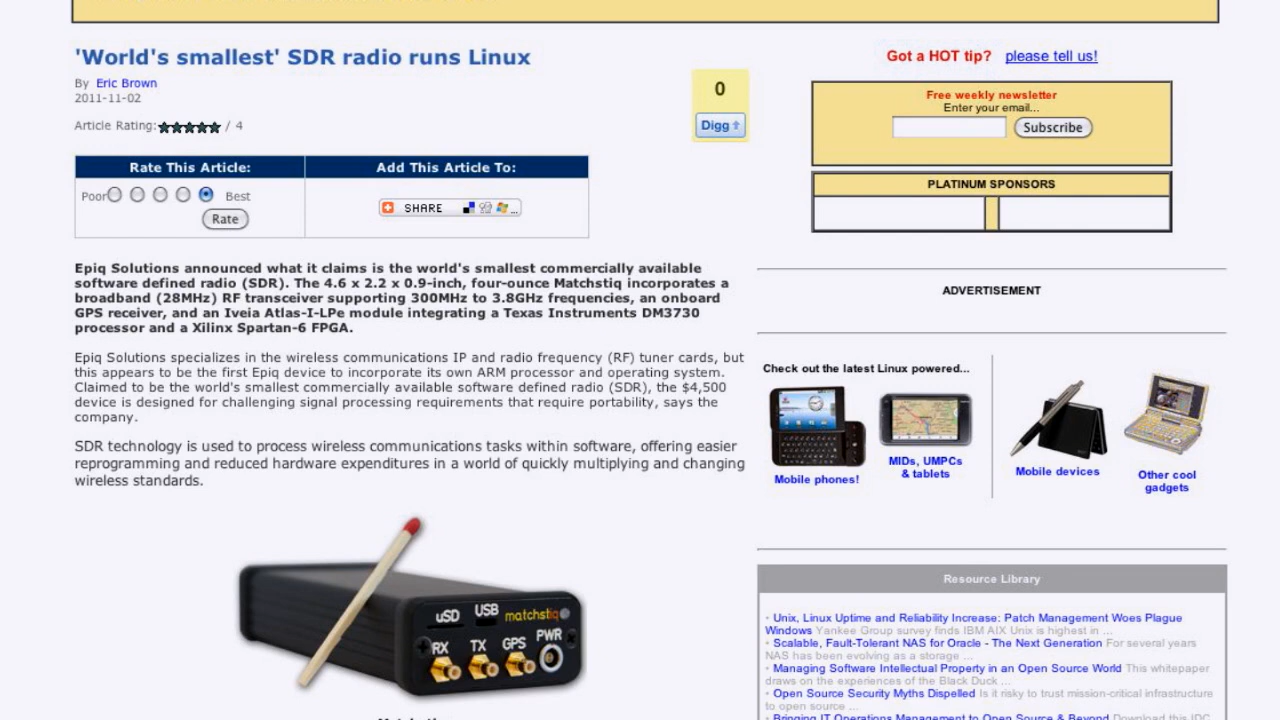 'World's smallest' SDR radio runs Linux
By Eric Brown
2011-11-02
Article Rating: / 4
0
Digg
Rate This Article:
Add This Article To:
Poor Best
Rate
SHARE
Epiq Solutions announced what it claims is the world's smallest commercially available
software defined radio (SDR). The 4.6 x 2.2 x 0.9-inch, four-ounce Matchstiq incorporates a
broadband (28MHz) RF transceiver supporting 300MHz to 3.8GHz frequencies, an onboard
GPS receiver, and an Iveia Atlas-I-LPe module integrating a Texas Instruments DM3730
processor and a Xilinx Spartan-6 FPGA.
Epiq Solutions specializes in the wireless communications IP and radio frequency (RF) tuner cards, but
this appears to be the first Epiq device to incorporate its own ARM processor and operating system.
Claimed to be the world's smallest commercially available software defined radio (SDR), the $4,500
device is designed for challenging signal processing requirements that require portability, says the
company.
SDR technology is used to process wireless communications tasks within software, offering easier
reprogramming and reduced hardware expenditures in a world of quickly multiplying and changing
wireless standards.
uSD USB matchstiq
RX TX GPS PWR
Got a HOT tip? please tell us!
Free weekly newsletter
Enter your email...
Subscribe
PLATINUM SPONSORS
ADVERTISEMENT
Check out the latest Linux powered...
Mobile phones!
MIDs, UMPCs
& tablets
Mobile devices
Other cool
gadgets
Resource Library
• Unix, Linux Uptime and Reliability Increase: Patch Management Woes Plague
Windows Yankee Group survey finds IBM AIX Unix is highest in ...
• Scalable, Fault-Tolerant NAS for Oracle - The Next Generation For several years
NAS has been evolving as a storage ...
• Managing Software Intellectual Property in an Open Source World This whitepaper
draws on the experiences of the Black Duck ...
• Open Source Security Myths Dispelled Is it risky to trust mission-critical infrastructure
to open source ...
• Bringing IT Operations Management to Open Source & Beyond Download this IDC